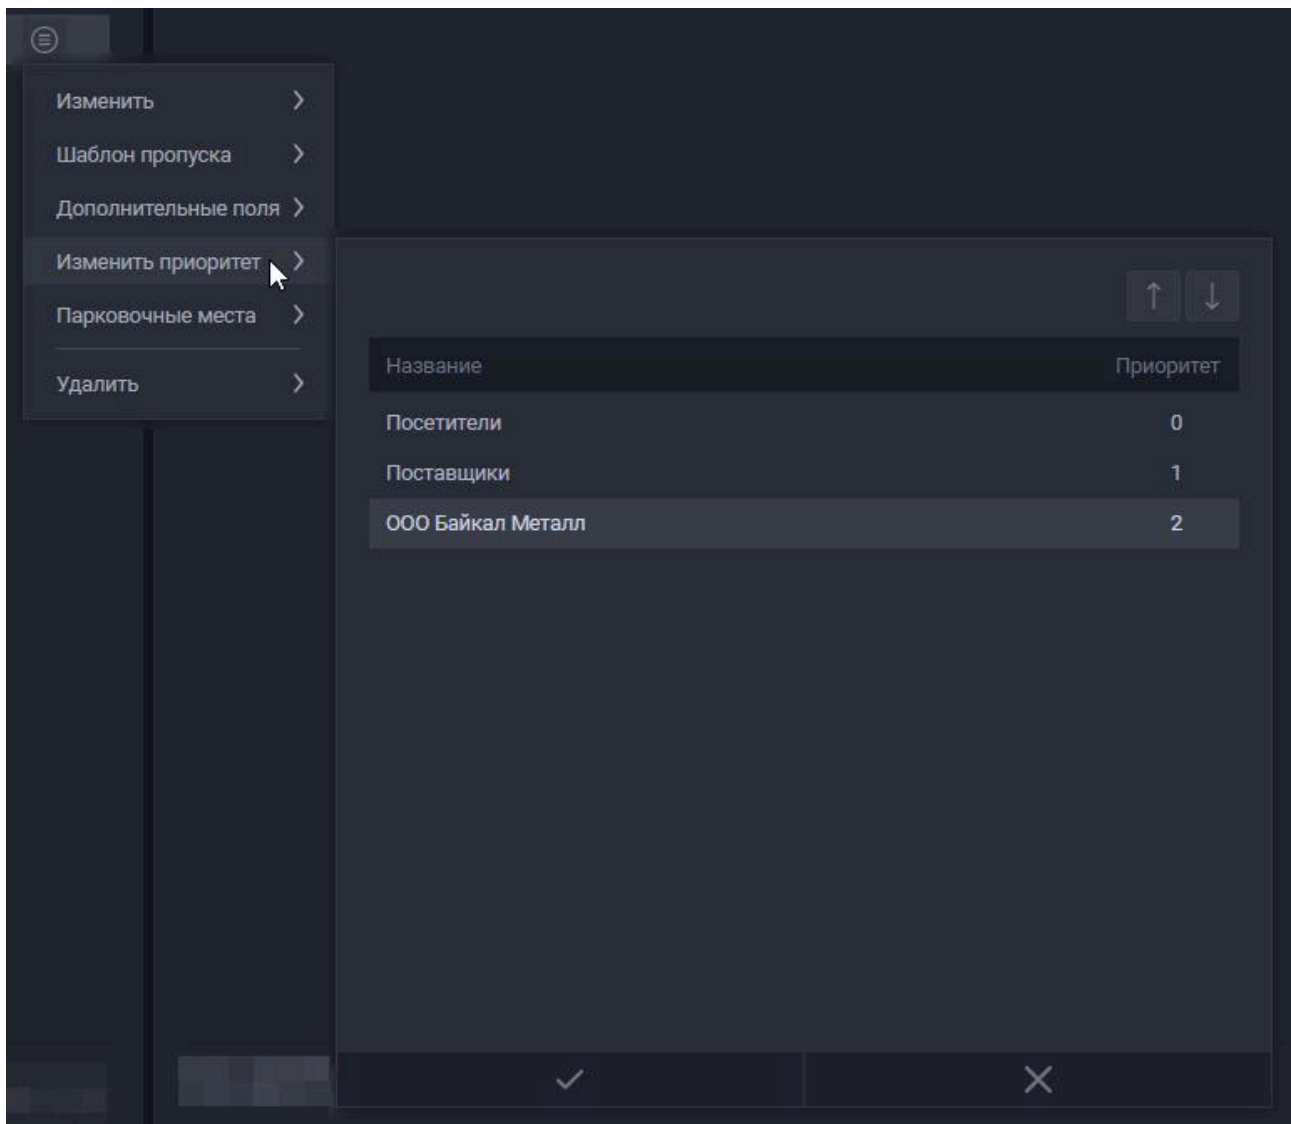 Изменить
Шаблон пропуска
Дополнительные поля
Изменить приоритет
Парковочные места
Удалить
Название Приоритет
Посетители 0
Поставщики 1
ООО Байкал Металл 2